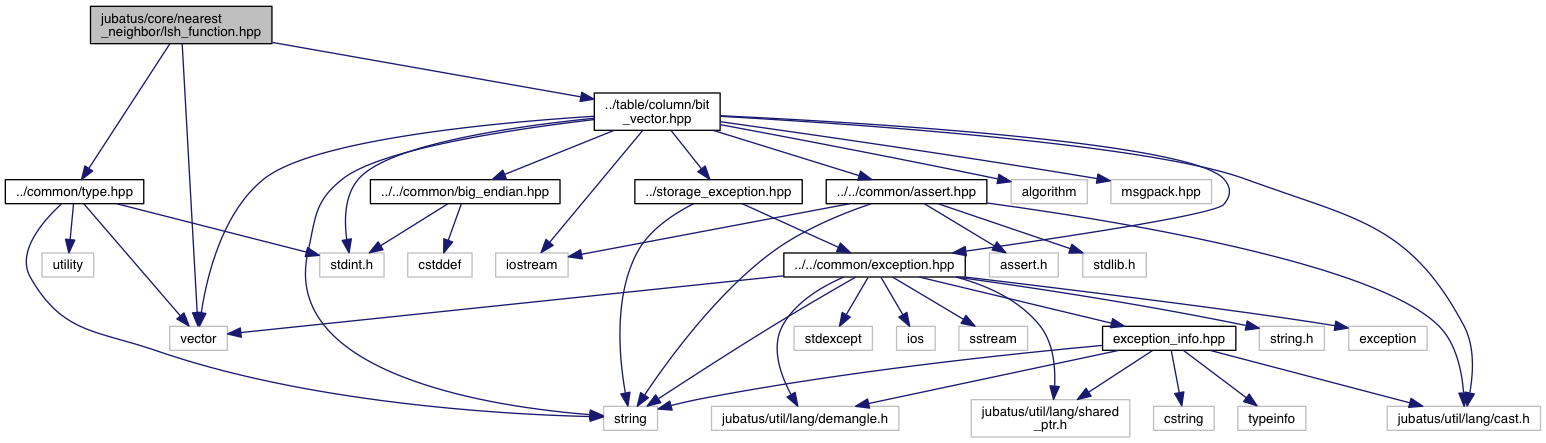 jubatus/core/nearest
_neighbor/lsh_function.hpp
../table/column/bit
_vector.hpp
../common/type.hpp
../../common/big_endian.hpp
../storage_exception.hpp
../../common/assert.hpp
algorithm
msgpack.hpp
utility
stdint.h
cstddef
iostream
../../common/exception.hpp
assert.h
stdlib.h
vector
stdexcept
ios
sstream
exception_info.hpp
string.h
exception
string
jubatus/util/lang/demangle.h
jubatus/util/lang/shared
_ptr.h
cstring
typeinfo
jubatus/util/lang/cast.h